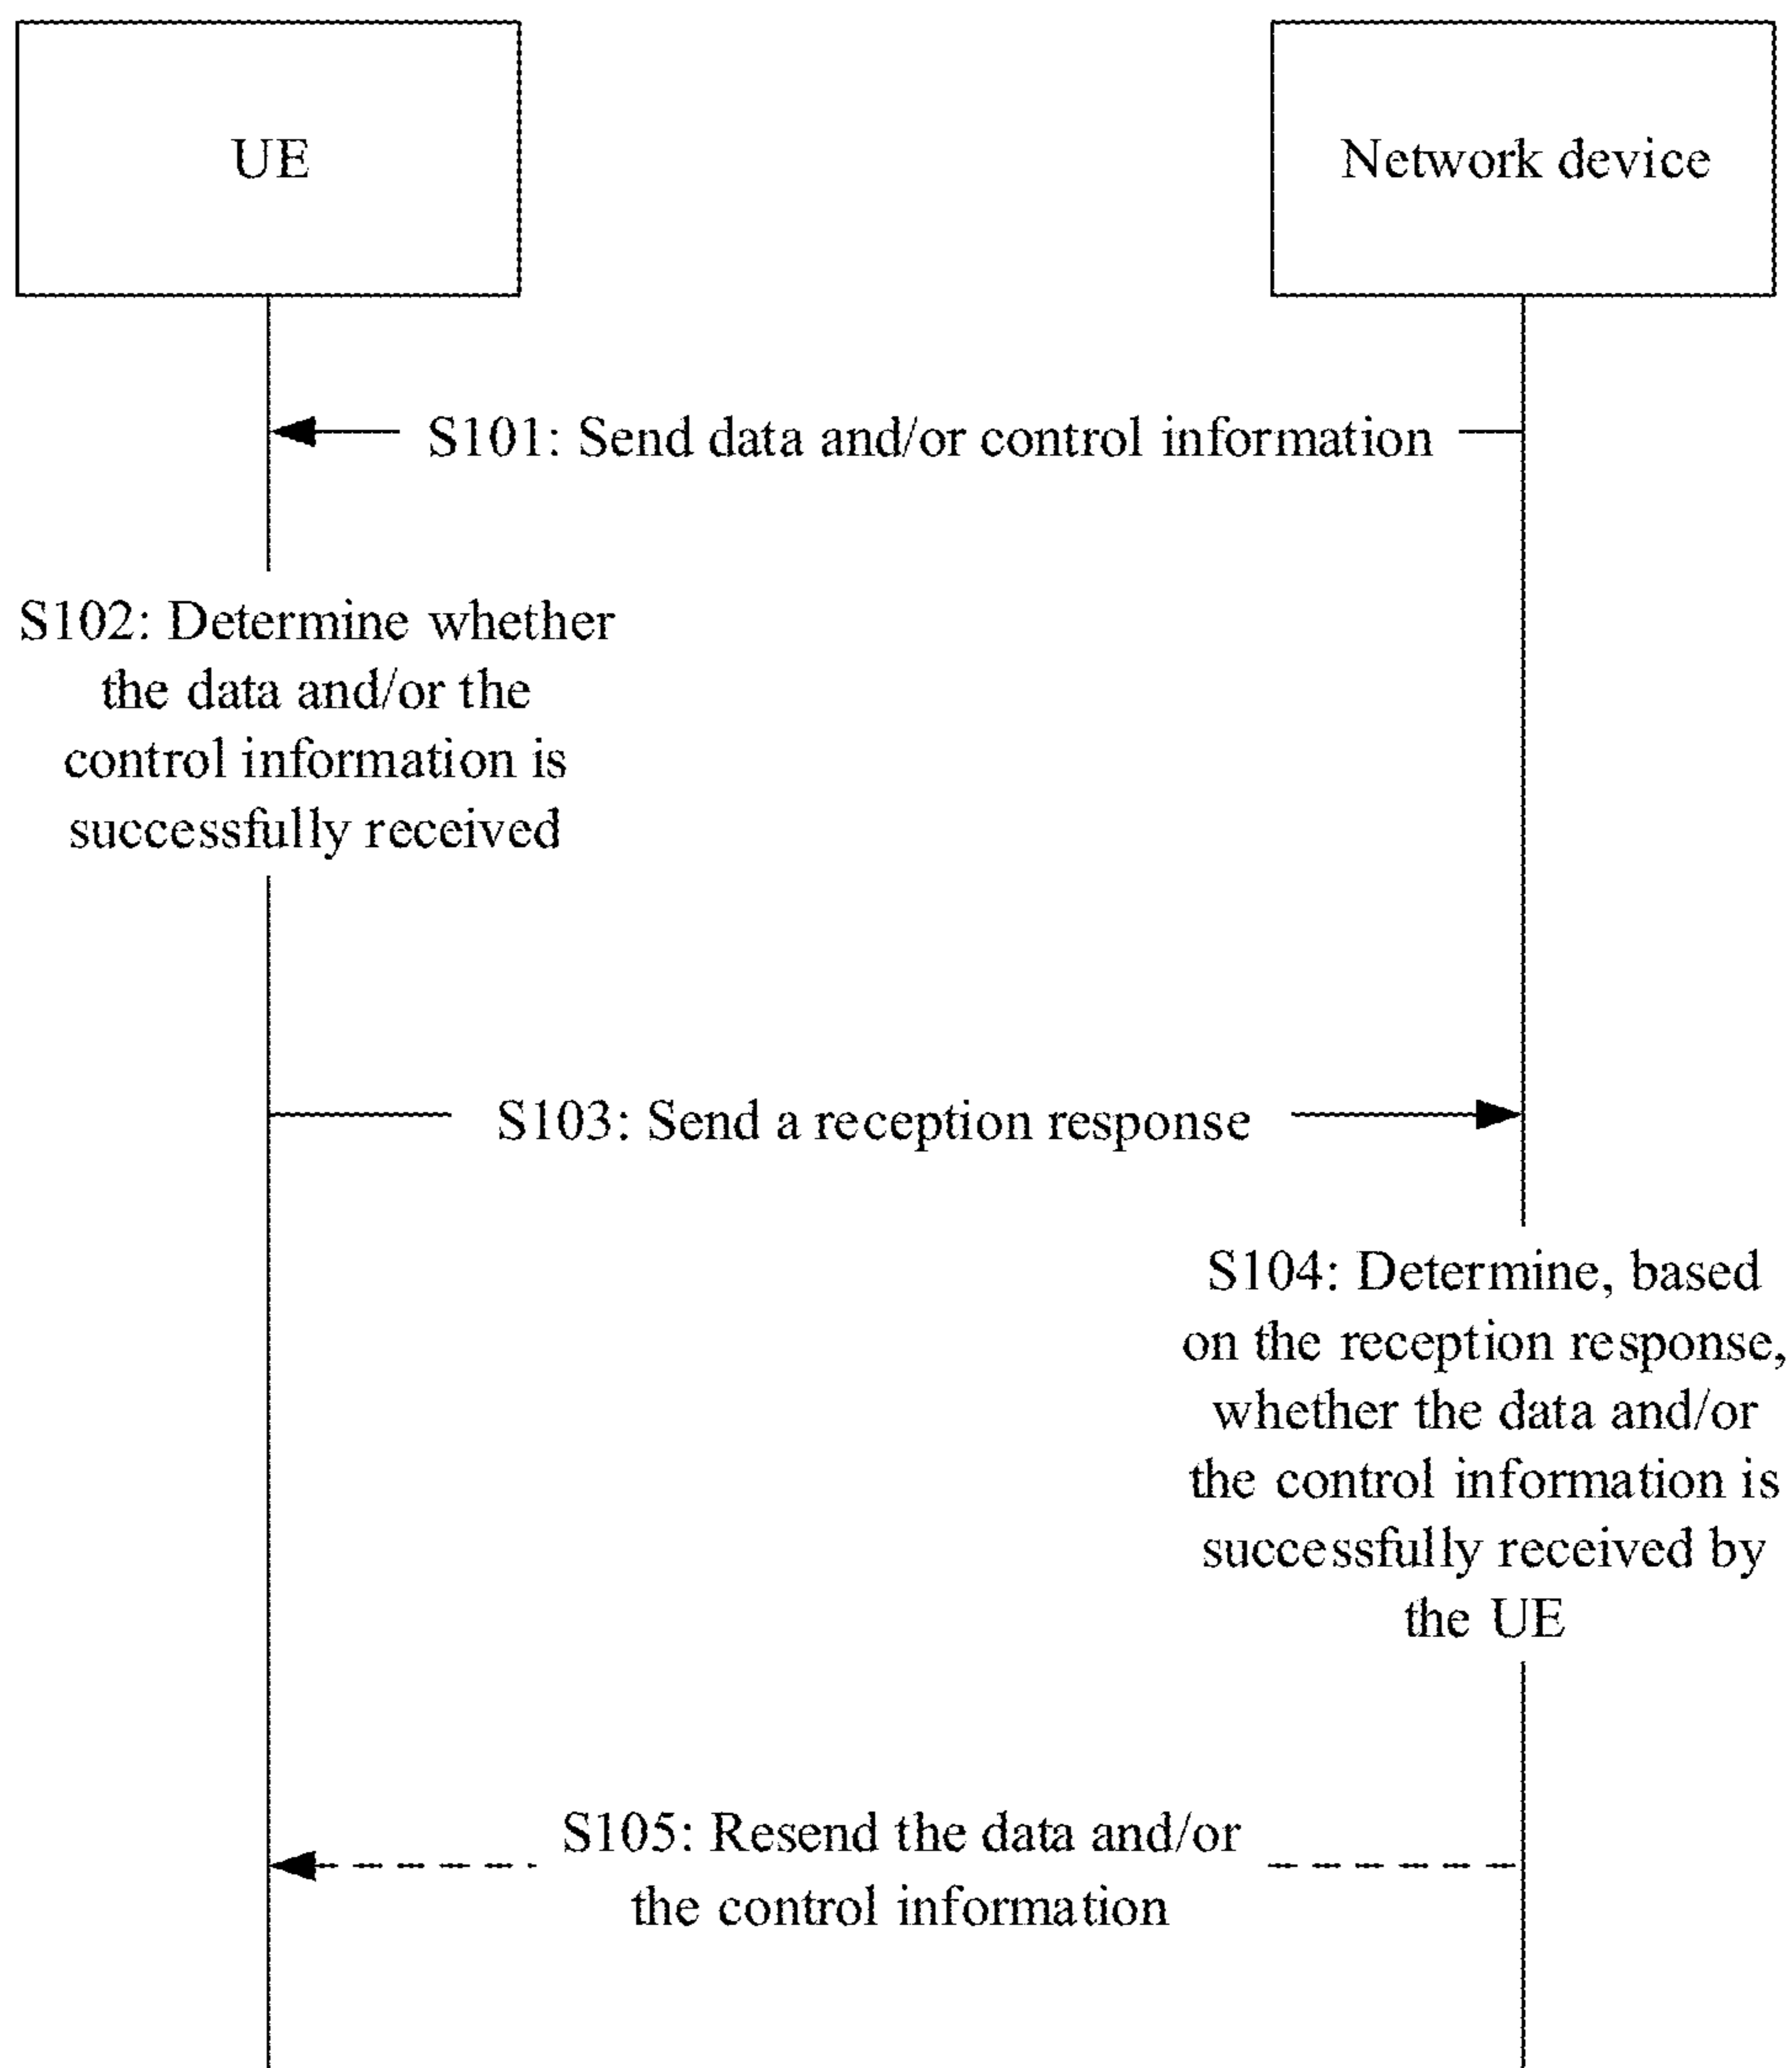 UE
Network device
S101: Send data and/or control information
S102: Determine whether
the data and/or the
control information is
successfully received
S103: Send a reception response
S104: Determine, based
on the reception response,
whether the data and/or
the control information is
successfully received by
the UE
S105: Resend the data and/or
the control information